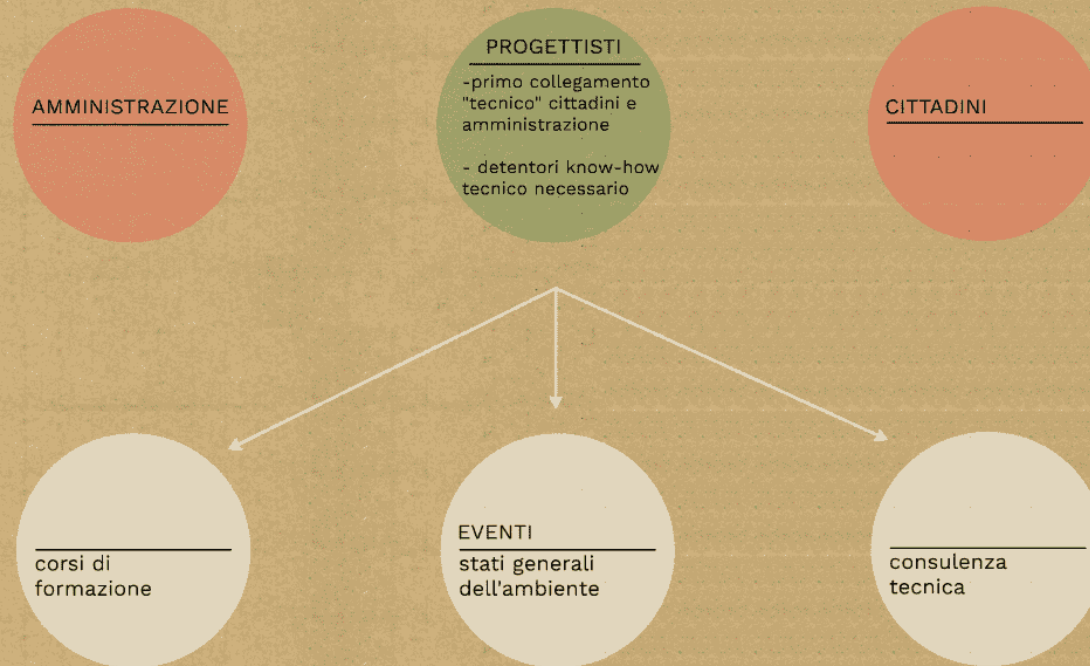 AMMINISTRAZIONE
PROGETTISTI
-primo collegamento
"tecnico" cittadini e
amministrazione
- detentori know-how
tecnico necessario
CITTADINI
corsi di
formazione
EVENTI
stati generali
dell'ambiente
consulenza
tecnica